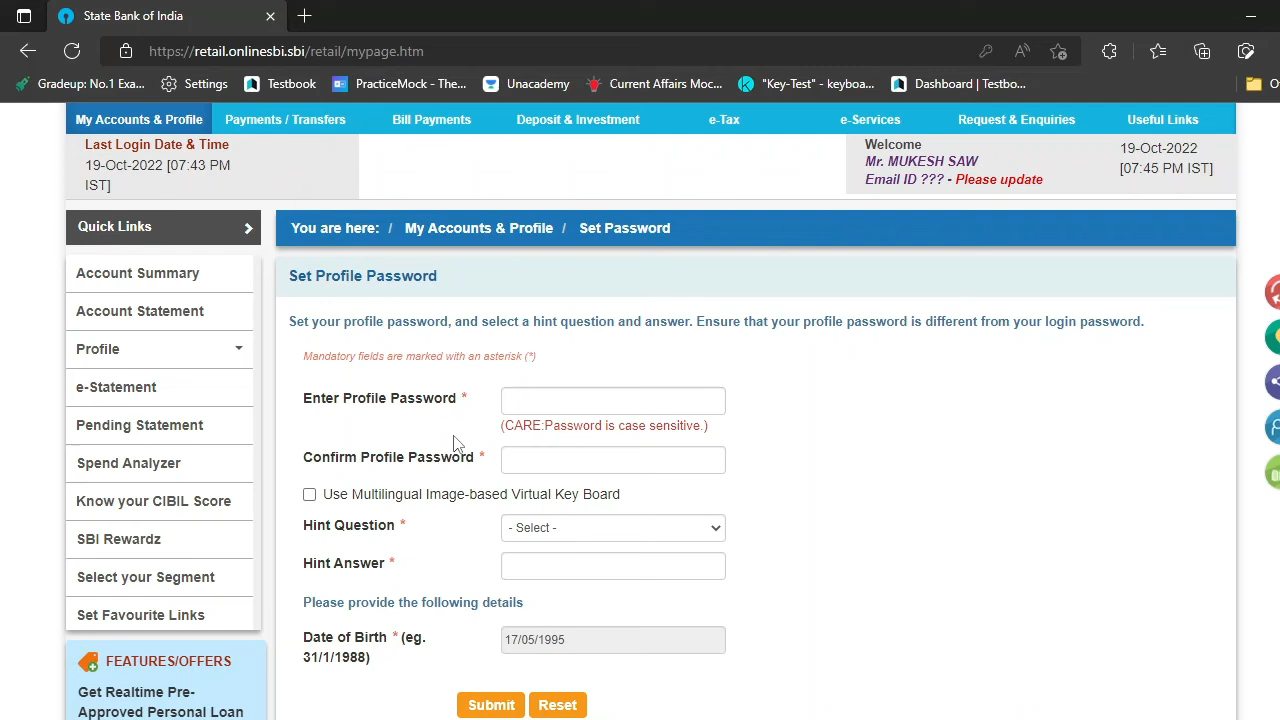 State Bank of India
https://retail.onlinesbi.sbi/retail/mypage.htm
Gradeup: No.1 Exa...
Settings
Testbook
PracticeMock - The...
Unacademy
Current Affairs Moc...
"Key-Test" - keyboa...
Dashboard | Testbo...
My Accounts & Profile
Payments / Transfers
Bill Payments
Deposit & Investment
e-Tax
e-Services
Request & Enquiries
Useful Links
Last Login Date & Time
19-Oct-2022 [07:43 PM
IST]
Welcome
Mr. MUKESH SAW
Email ID ??? - Please update
19-Oct-2022
[07:45 PM IST]
Quick Links
You are here: / My Accounts & Profile / Set Password
Account Summary
Account Statement
Profile
e-Statement
Pending Statement
Spend Analyzer
Know your CIBIL Score
SBI Rewardz
Select your Segment
Set Favourite Links
FEATURES/OFFERS
Get Realtime Pre-
Approved Personal Loan
Set Profile Password
Set your profile password, and select a hint question and answer. Ensure that your profile password is different from your login password.
Mandatory fields are marked with an asterisk (*)
Enter Profile Password *
(CARE:Password is case sensitive.)
Confirm Profile Password *
Use Multilingual Image-based Virtual Key Board
Hint Question *
- Select -
Hint Answer *
Please provide the following details
Date of Birth * (eg.
31/1/1988)
17/05/1995
Submit
Reset